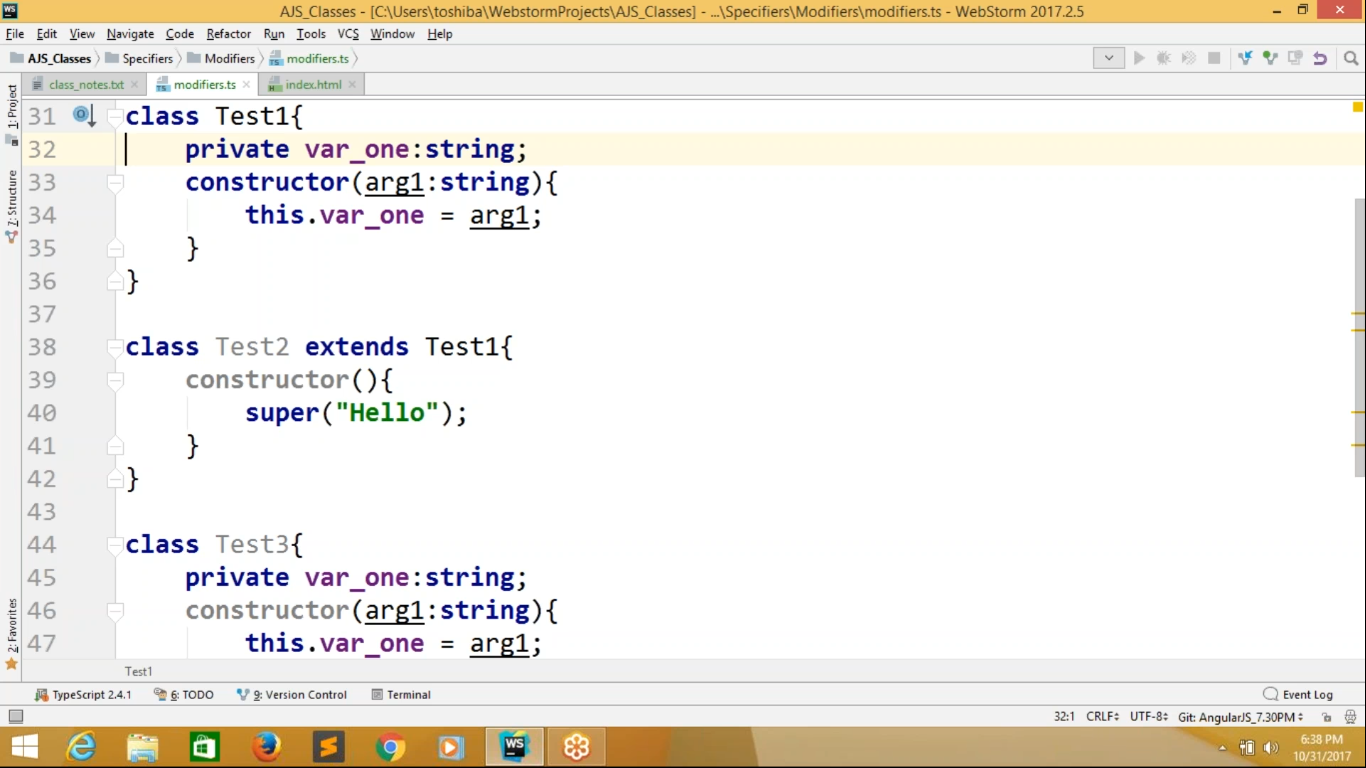 AJS_Classes - [C:\Users\toshiba\WebstormProjects\AJS_Classes] - ...\Specifiers\Modifiers\modifiers.ts - WebStorm 2017.2.5
File Edit View Navigate Code Refactor Run Tools VCS Window Help
AJS_Classes Specifiers Modifiers modifiers.ts
class_notes.txt modifiers.ts index.html
1: Project
7: Structure
2: Favorites
31 class Test1{
32     private var_one:string;
33     constructor(arg1:string){
34         this.var_one = arg1;
35     }
36 }
37
38 class Test2 extends Test1{
39     constructor(){
40         super("Hello");
41     }
42 }
43
44 class Test3{
45     private var_one:string;
46     constructor(arg1:string){
47         this.var_one = arg1;
Test1
TypeScript 2.4.1 6: TODO 9: Version Control Terminal Event Log
32:1 CRLF UTF-8 Git: AngularJS_7.30PM
6:38 PM
10/31/2017